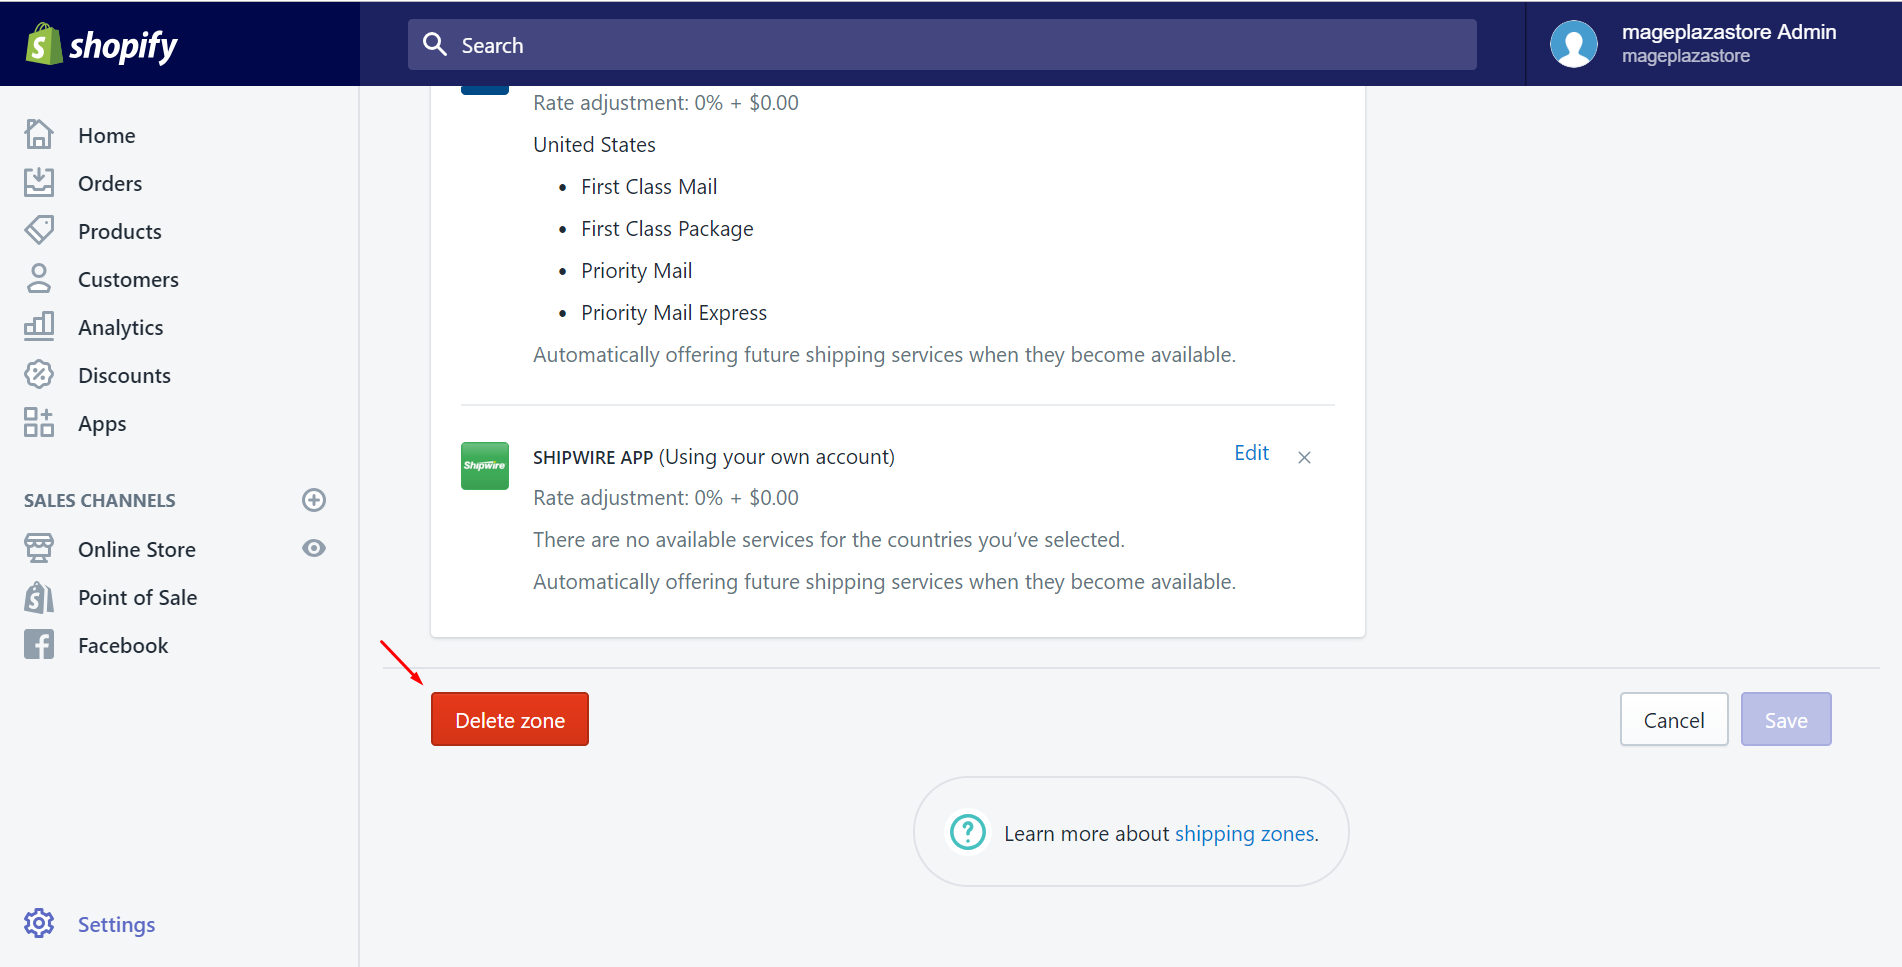 shopify
Search
mageplazastore Admin
mageplazastore
Home
Orders
Products
Customers
Analytics
Discounts
Apps
SALES CHANNELS
Online Store
Point of Sale
Facebook
Settings
Rate adjustment: 0% + $0.00
United States
• First Class Mail
• First Class Package
• Priority Mail
• Priority Mail Express
Automatically offering future shipping services when they become available.
Shipwire
SHIPWIRE APP (Using your own account)
Edit
Rate adjustment: 0% + $0.00
There are no available services for the countries you’ve selected.
Automatically offering future shipping services when they become available.
Delete zone
Cancel
Save
Learn more about shipping zones.